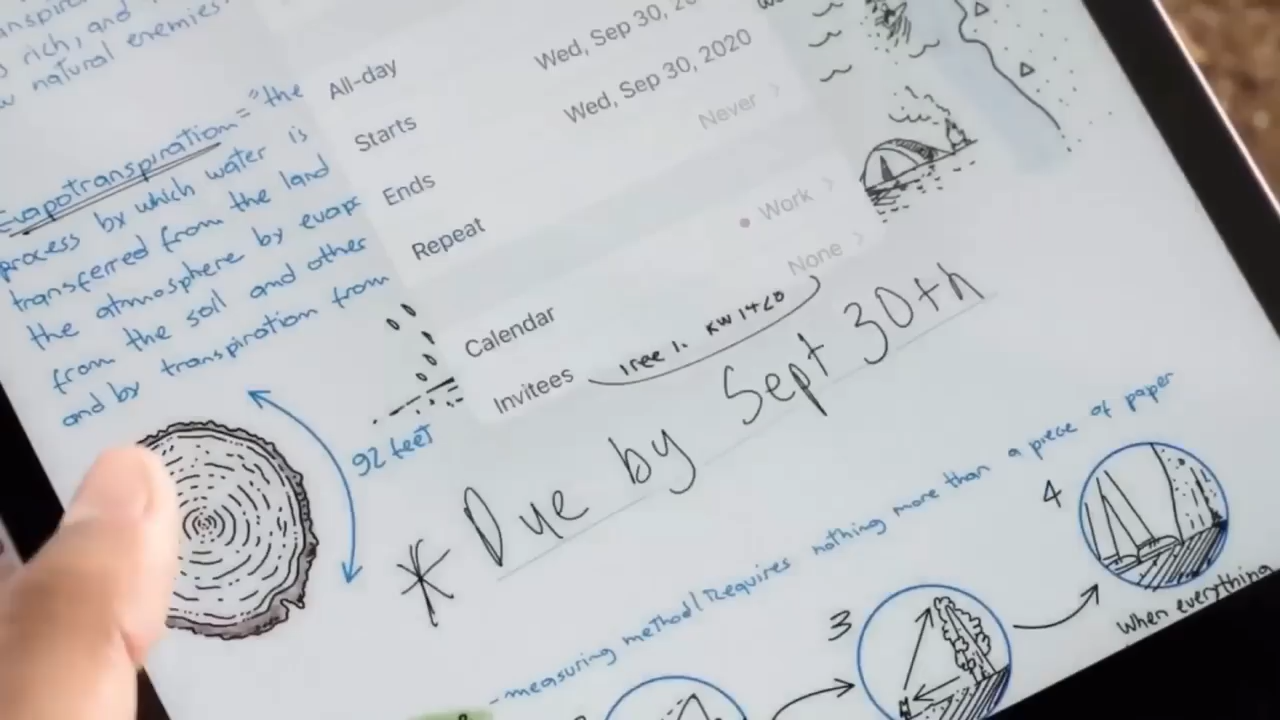 rich, and
natural enemies.
Evapotranspiration = "the
process by which water is
transferred from the land
the atmosphere by evapo
from the soil and other
and by transpiration from
92 feet
All-day
Starts Wed, Sep 30, 20
Ends Wed, Sep 30, 2020
Repeat Never
Calendar Work
Invitees None
* Due by Sept 30th
- measuring method/Requires nothing more than a piece of paper
3
4
When everything